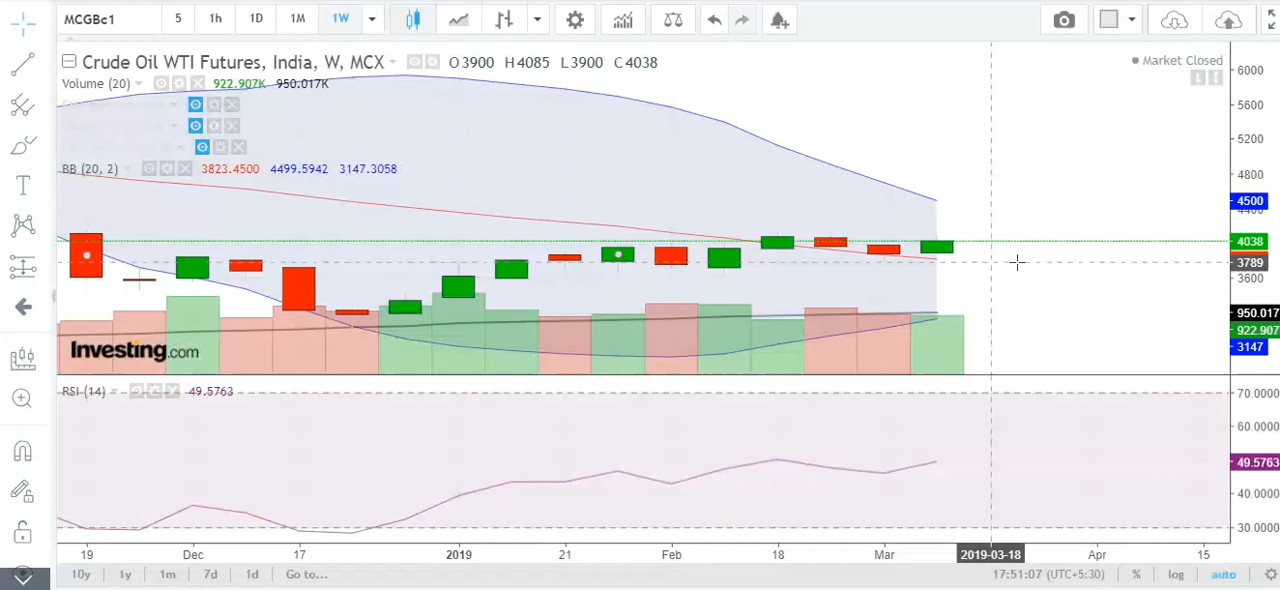 MCGBc1 5 1h 1D 1M 1W
Crude Oil WTI Futures, India, W, MCX O3900 H4085 L3900 C4038
Market Closed
Volume (20) 922.907K 950.017K
BB (20, 2) 3823.4500 4499.5942 3147.3058
6000
5600
5200
4800
4500
4400
4038
3789
3600
950.017
922.907
3147
Investing.com
RSI (14) 49.5763
70.0000
60.0000
49.5763
40.0000
30.0000
19 Dec 17 2019 21 Feb 18 Mar 2019-03-18 Apr 15
10y 1y 1m 7d 1d Go to... 17:51:07 (UTC+5:30) % log auto